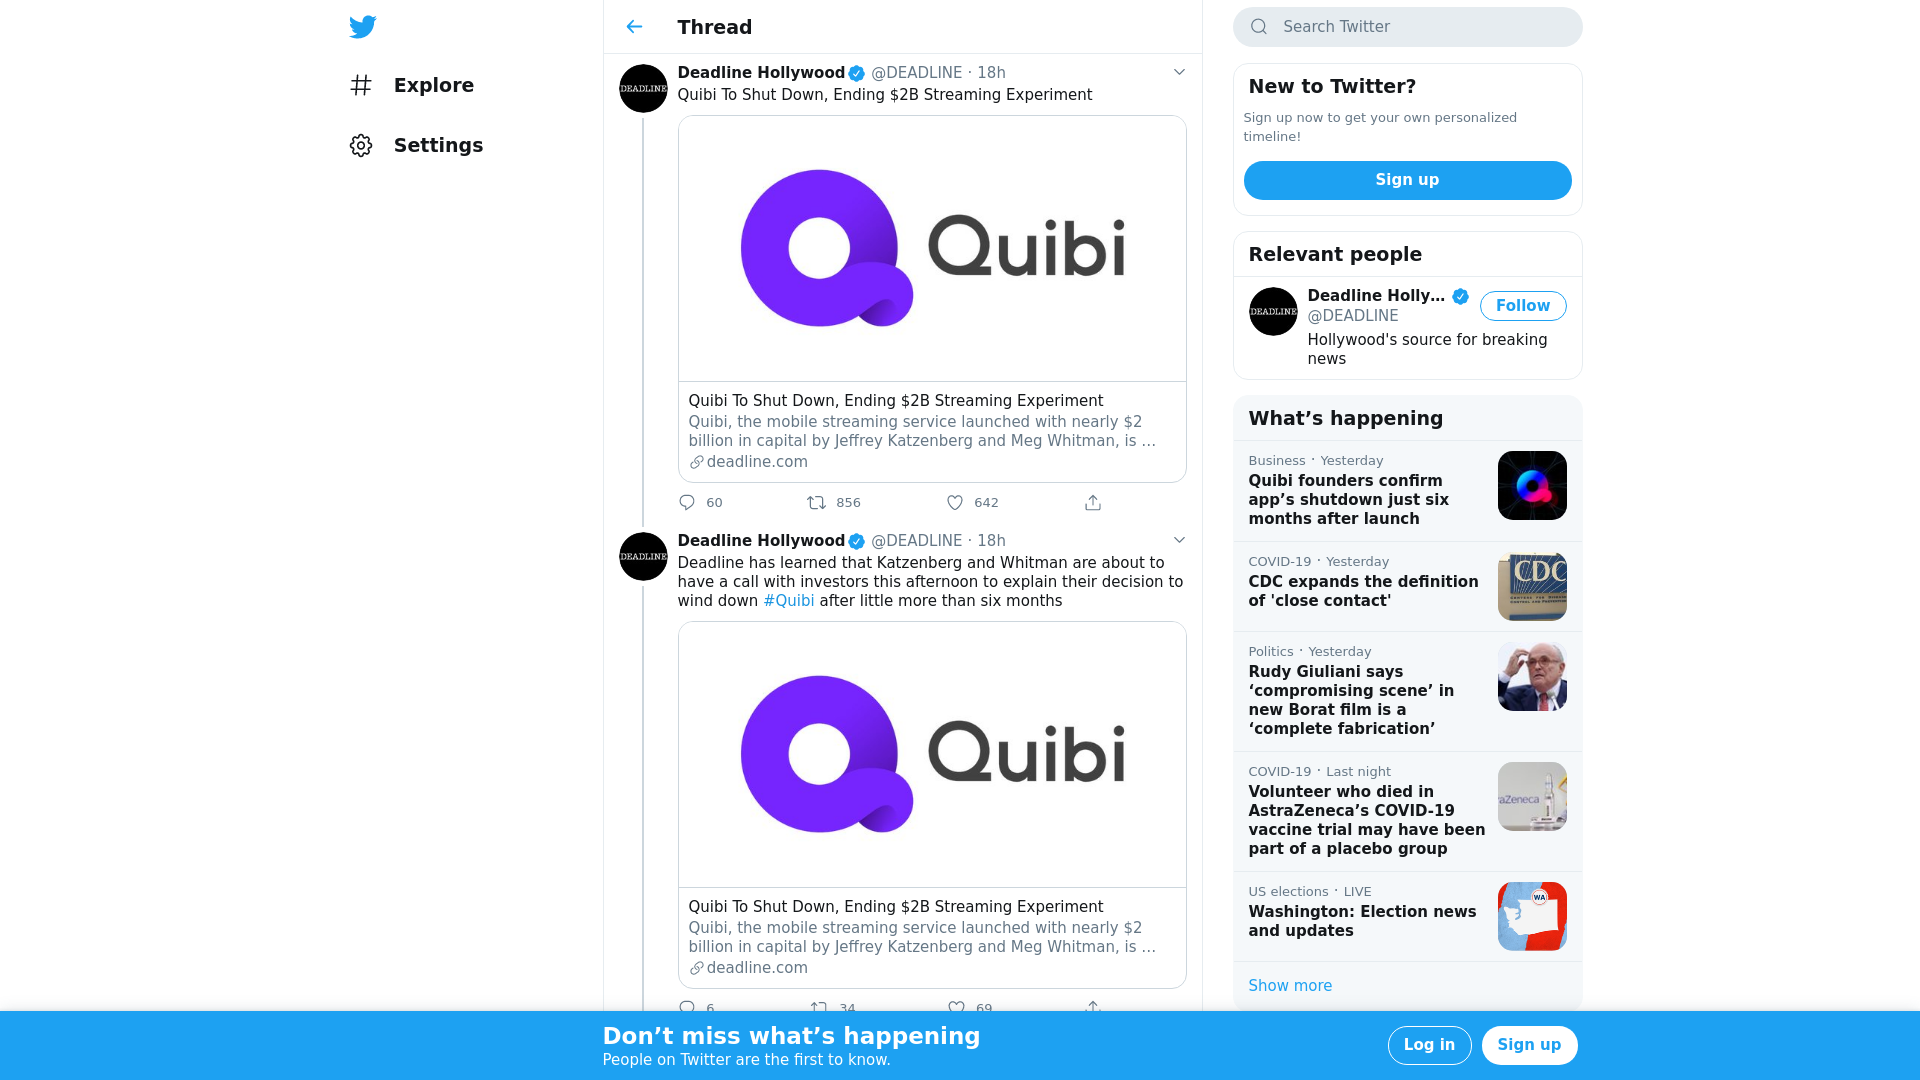 Explore
Settings
Thread
DEADLINE
Deadline Hollywood @DEADLINE · 18h
Quibi To Shut Down, Ending $2B Streaming Experiment
Quibi
Quibi To Shut Down, Ending $2B Streaming Experiment
Quibi, the mobile streaming service launched with nearly $2
billion in capital by Jeffrey Katzenberg and Meg Whitman, is …
deadline.com
60 856 642
DEADLINE
Deadline Hollywood @DEADLINE · 18h
Deadline has learned that Katzenberg and Whitman are about to
have a call with investors this afternoon to explain their decision to
wind down #Quibi after little more than six months
Quibi
Quibi To Shut Down, Ending $2B Streaming Experiment
Quibi, the mobile streaming service launched with nearly $2
billion in capital by Jeffrey Katzenberg and Meg Whitman, is …
deadline.com
6 34 69
Search Twitter
New to Twitter?
Sign up now to get your own personalized
timeline!
Sign up
Relevant people
DEADLINE
Deadline Holly…
@DEADLINE
Follow
Hollywood's source for breaking
news
What’s happening
Business · Yesterday
Quibi founders confirm
app’s shutdown just six
months after launch
COVID-19 · Yesterday
CDC expands the definition
of 'close contact'
CDC
Politics · Yesterday
Rudy Giuliani says
‘compromising scene’ in
new Borat film is a
‘complete fabrication’
COVID-19 · Last night
Volunteer who died in
AstraZeneca’s COVID-19
vaccine trial may have been
part of a placebo group
raZeneca
US elections · LIVE
Washington: Election news
and updates
WA
Show more
Don’t miss what’s happening
People on Twitter are the first to know.
Log in
Sign up